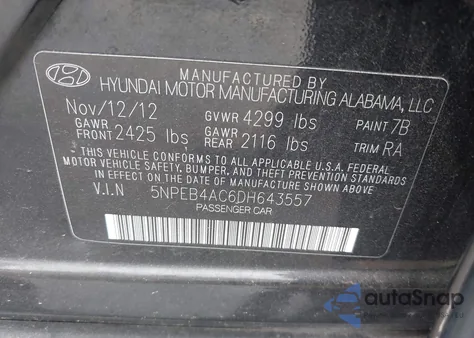 MANUFACTURED BY
HYUNDAI MOTOR MANUFACTURING ALABAMA, LLC
Nov/12/12 GVWR 4299 lbs PAINT 7B
GAWR FRONT 2425 lbs GAWR REAR 2116 lbs TRIM RA
* THIS VEHICLE CONFORMS TO ALL APPLICABLE U.S.A. FEDERAL
MOTOR VEHICLE SAFETY, BUMPER, AND THEFT PREVENTION STANDARDS
IN EFFECT ON THE DATE OF MANUFACTURE SHOWN ABOVE
V.I.N 5NPEB4AC6DH643557
PASSENGER CAR
autoSnap